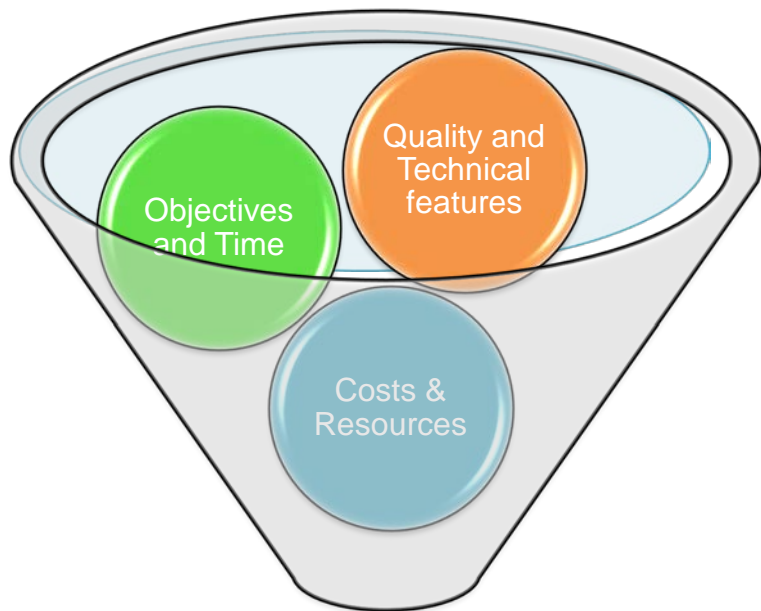 Quality and
Technical
features
Objectives
and Time
Costs &
Resources